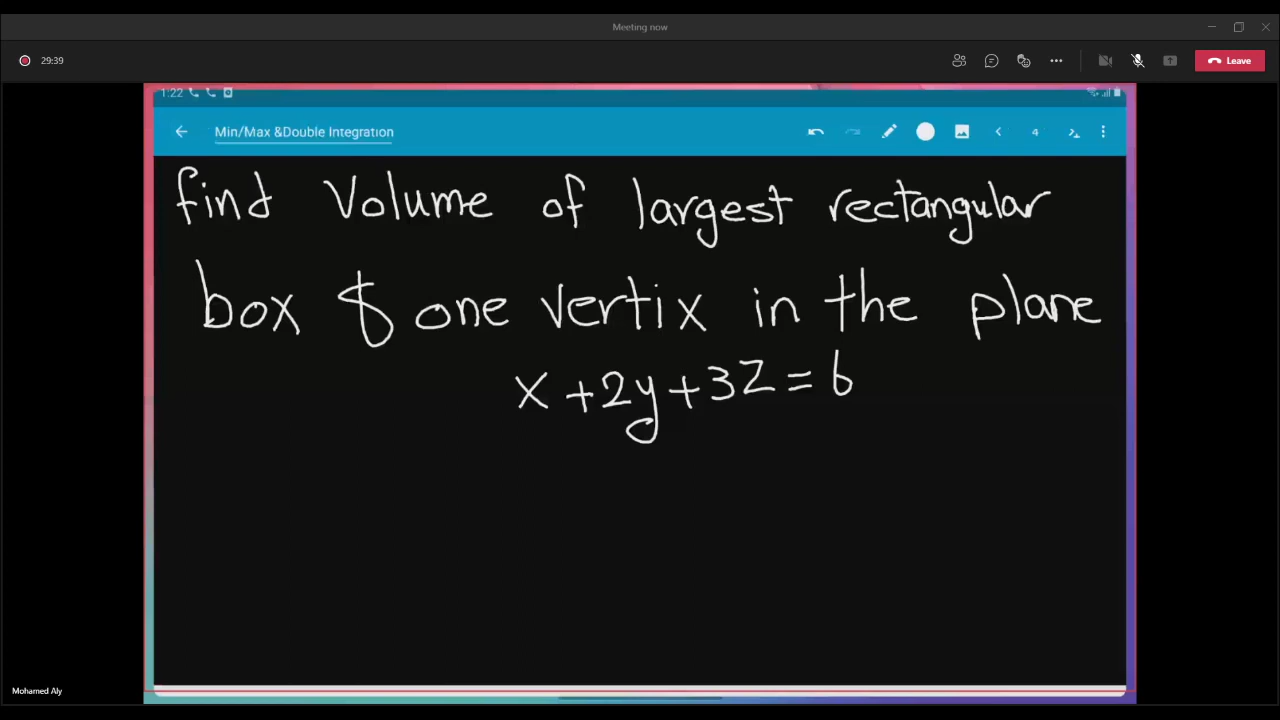 Meeting now
29:39
Leave
1:22
Min/Max &Double Integration
4
find Volume of largest rectangular
box & one vertix in the plane
x + 2y + 3Z = 6
Mohamed Aly